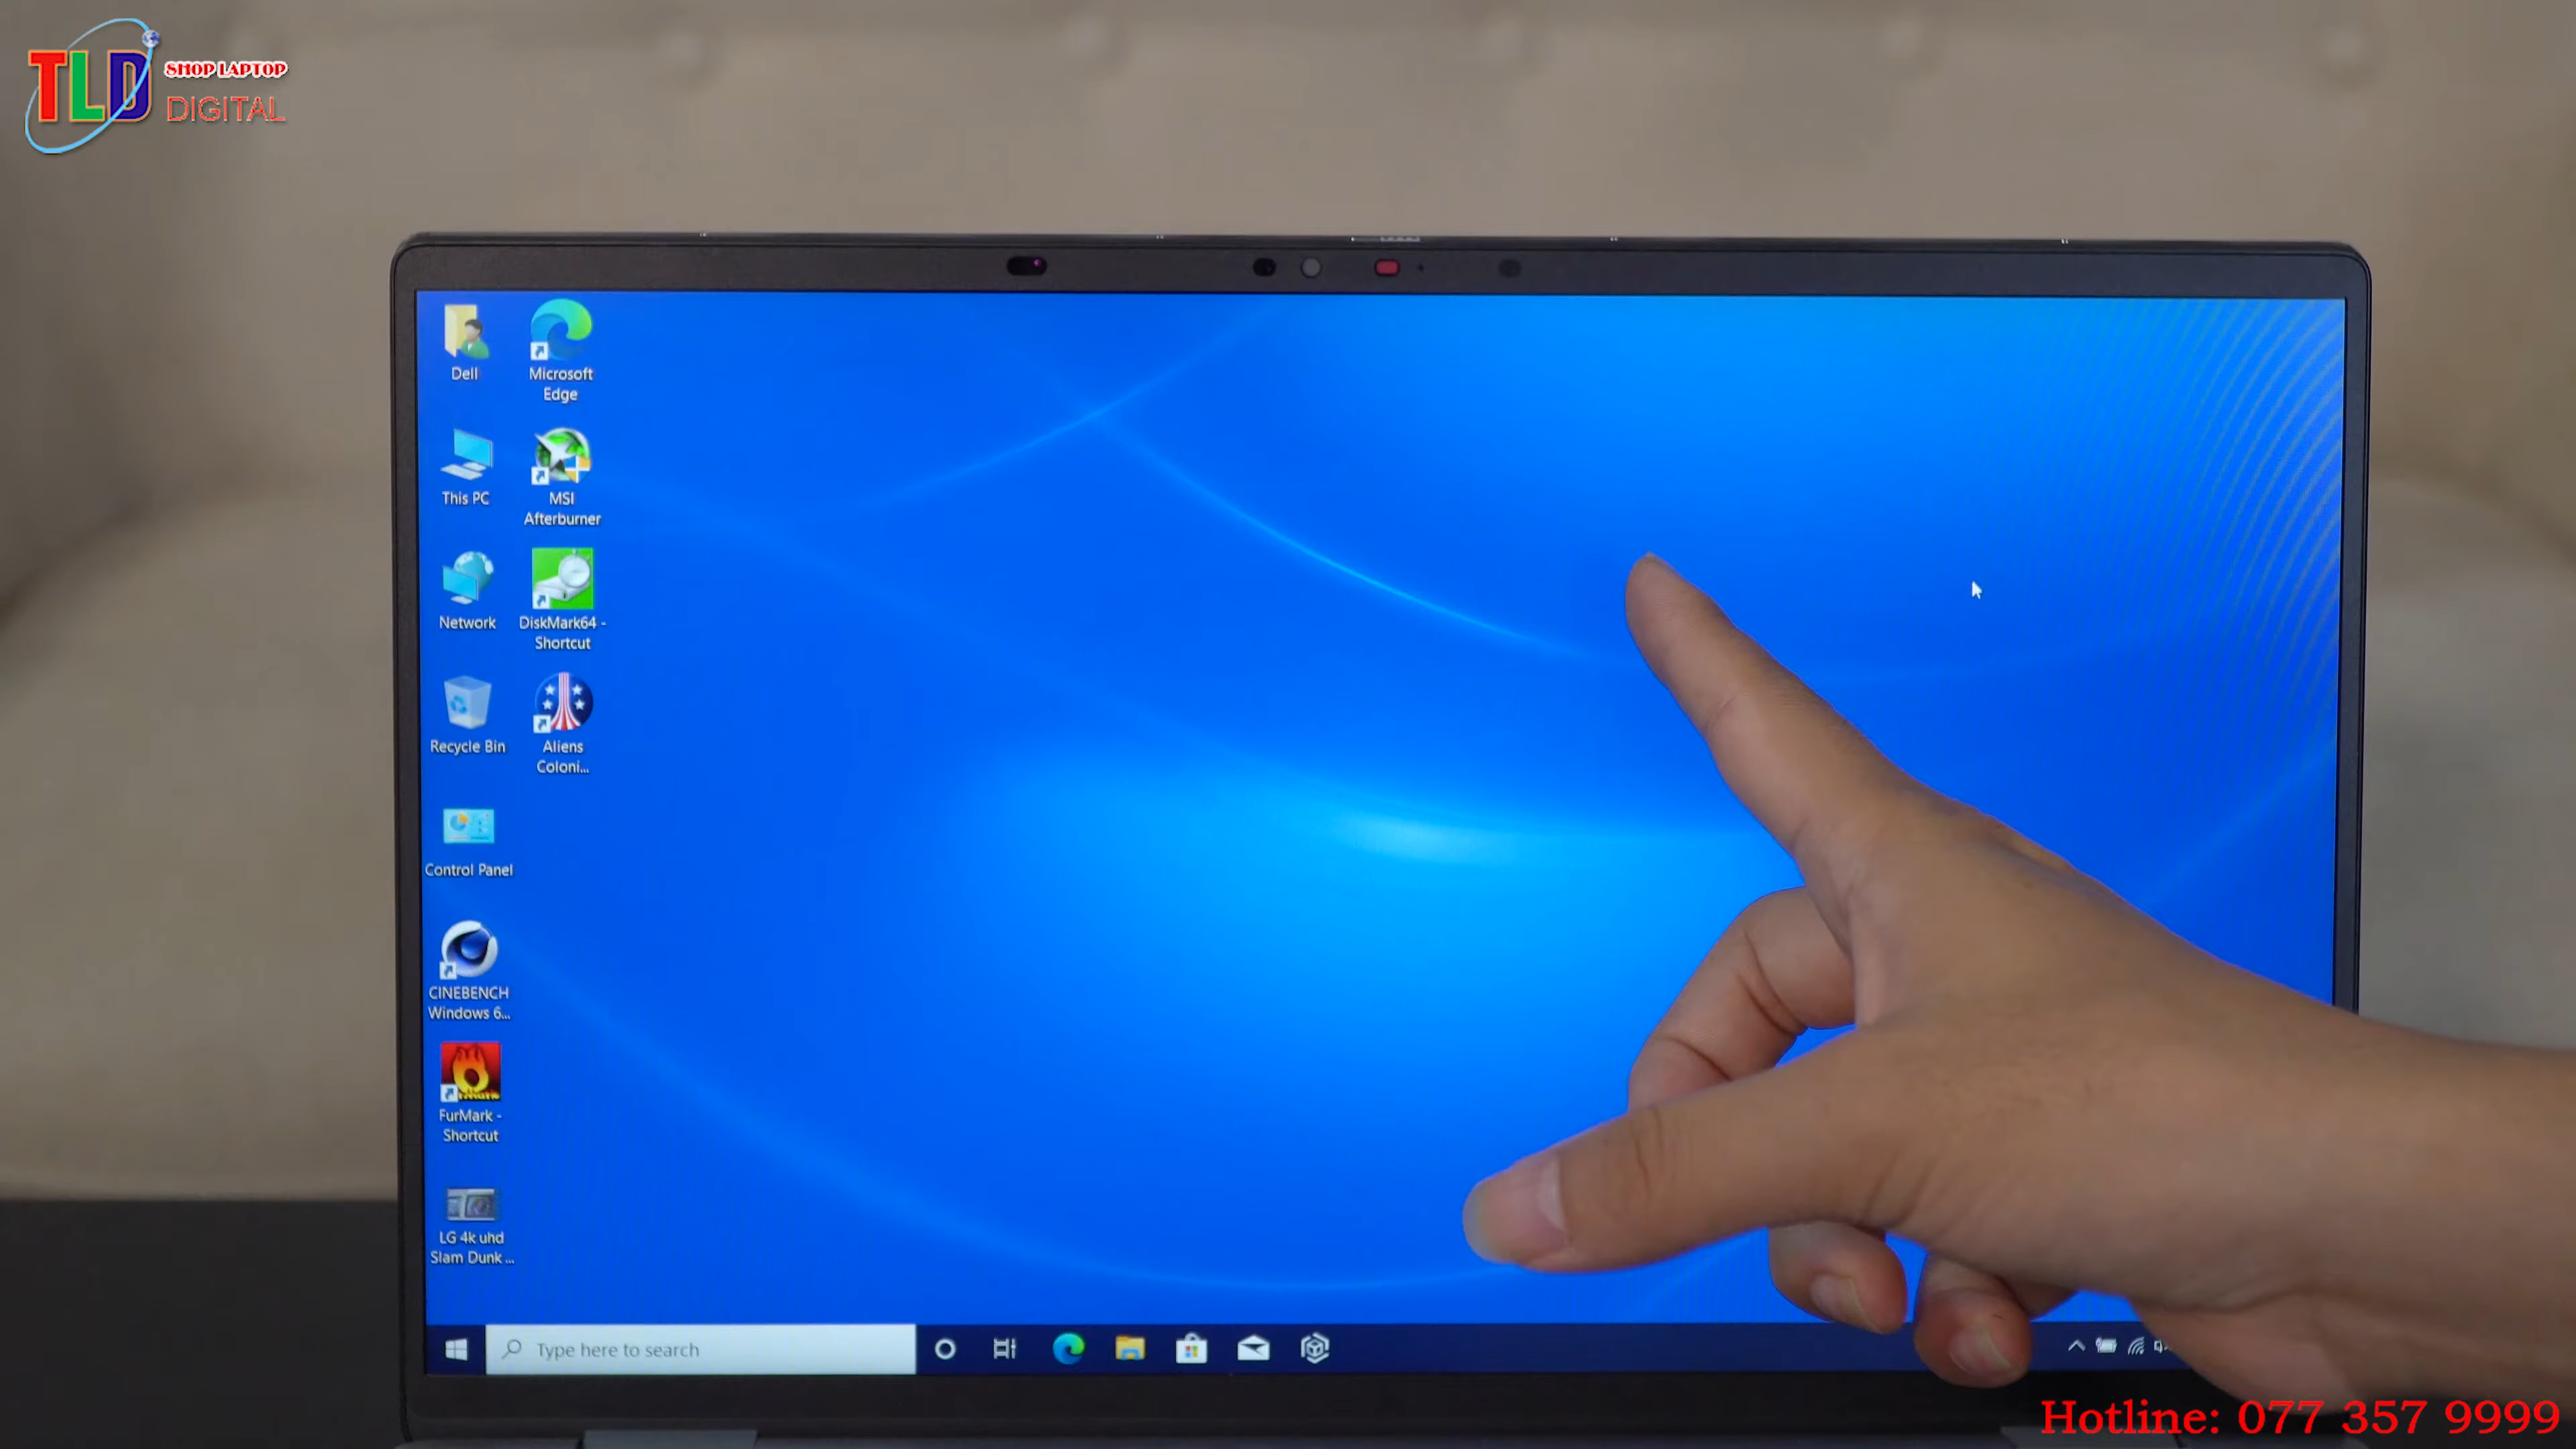 TLD
SHOP LAPTOP
DIGITAL
Dell
Microsoft
Edge
This PC
MSI
Afterburner
Network
DiskMark64 -
Shortcut
Recycle Bin
Aliens
Coloni...
Control Panel
CINEBENCH
Windows 6...
FurMark -
Shortcut
LG 4k uhd
Slam Dunk ...
Type here to search
Hotline: 077 357 9999